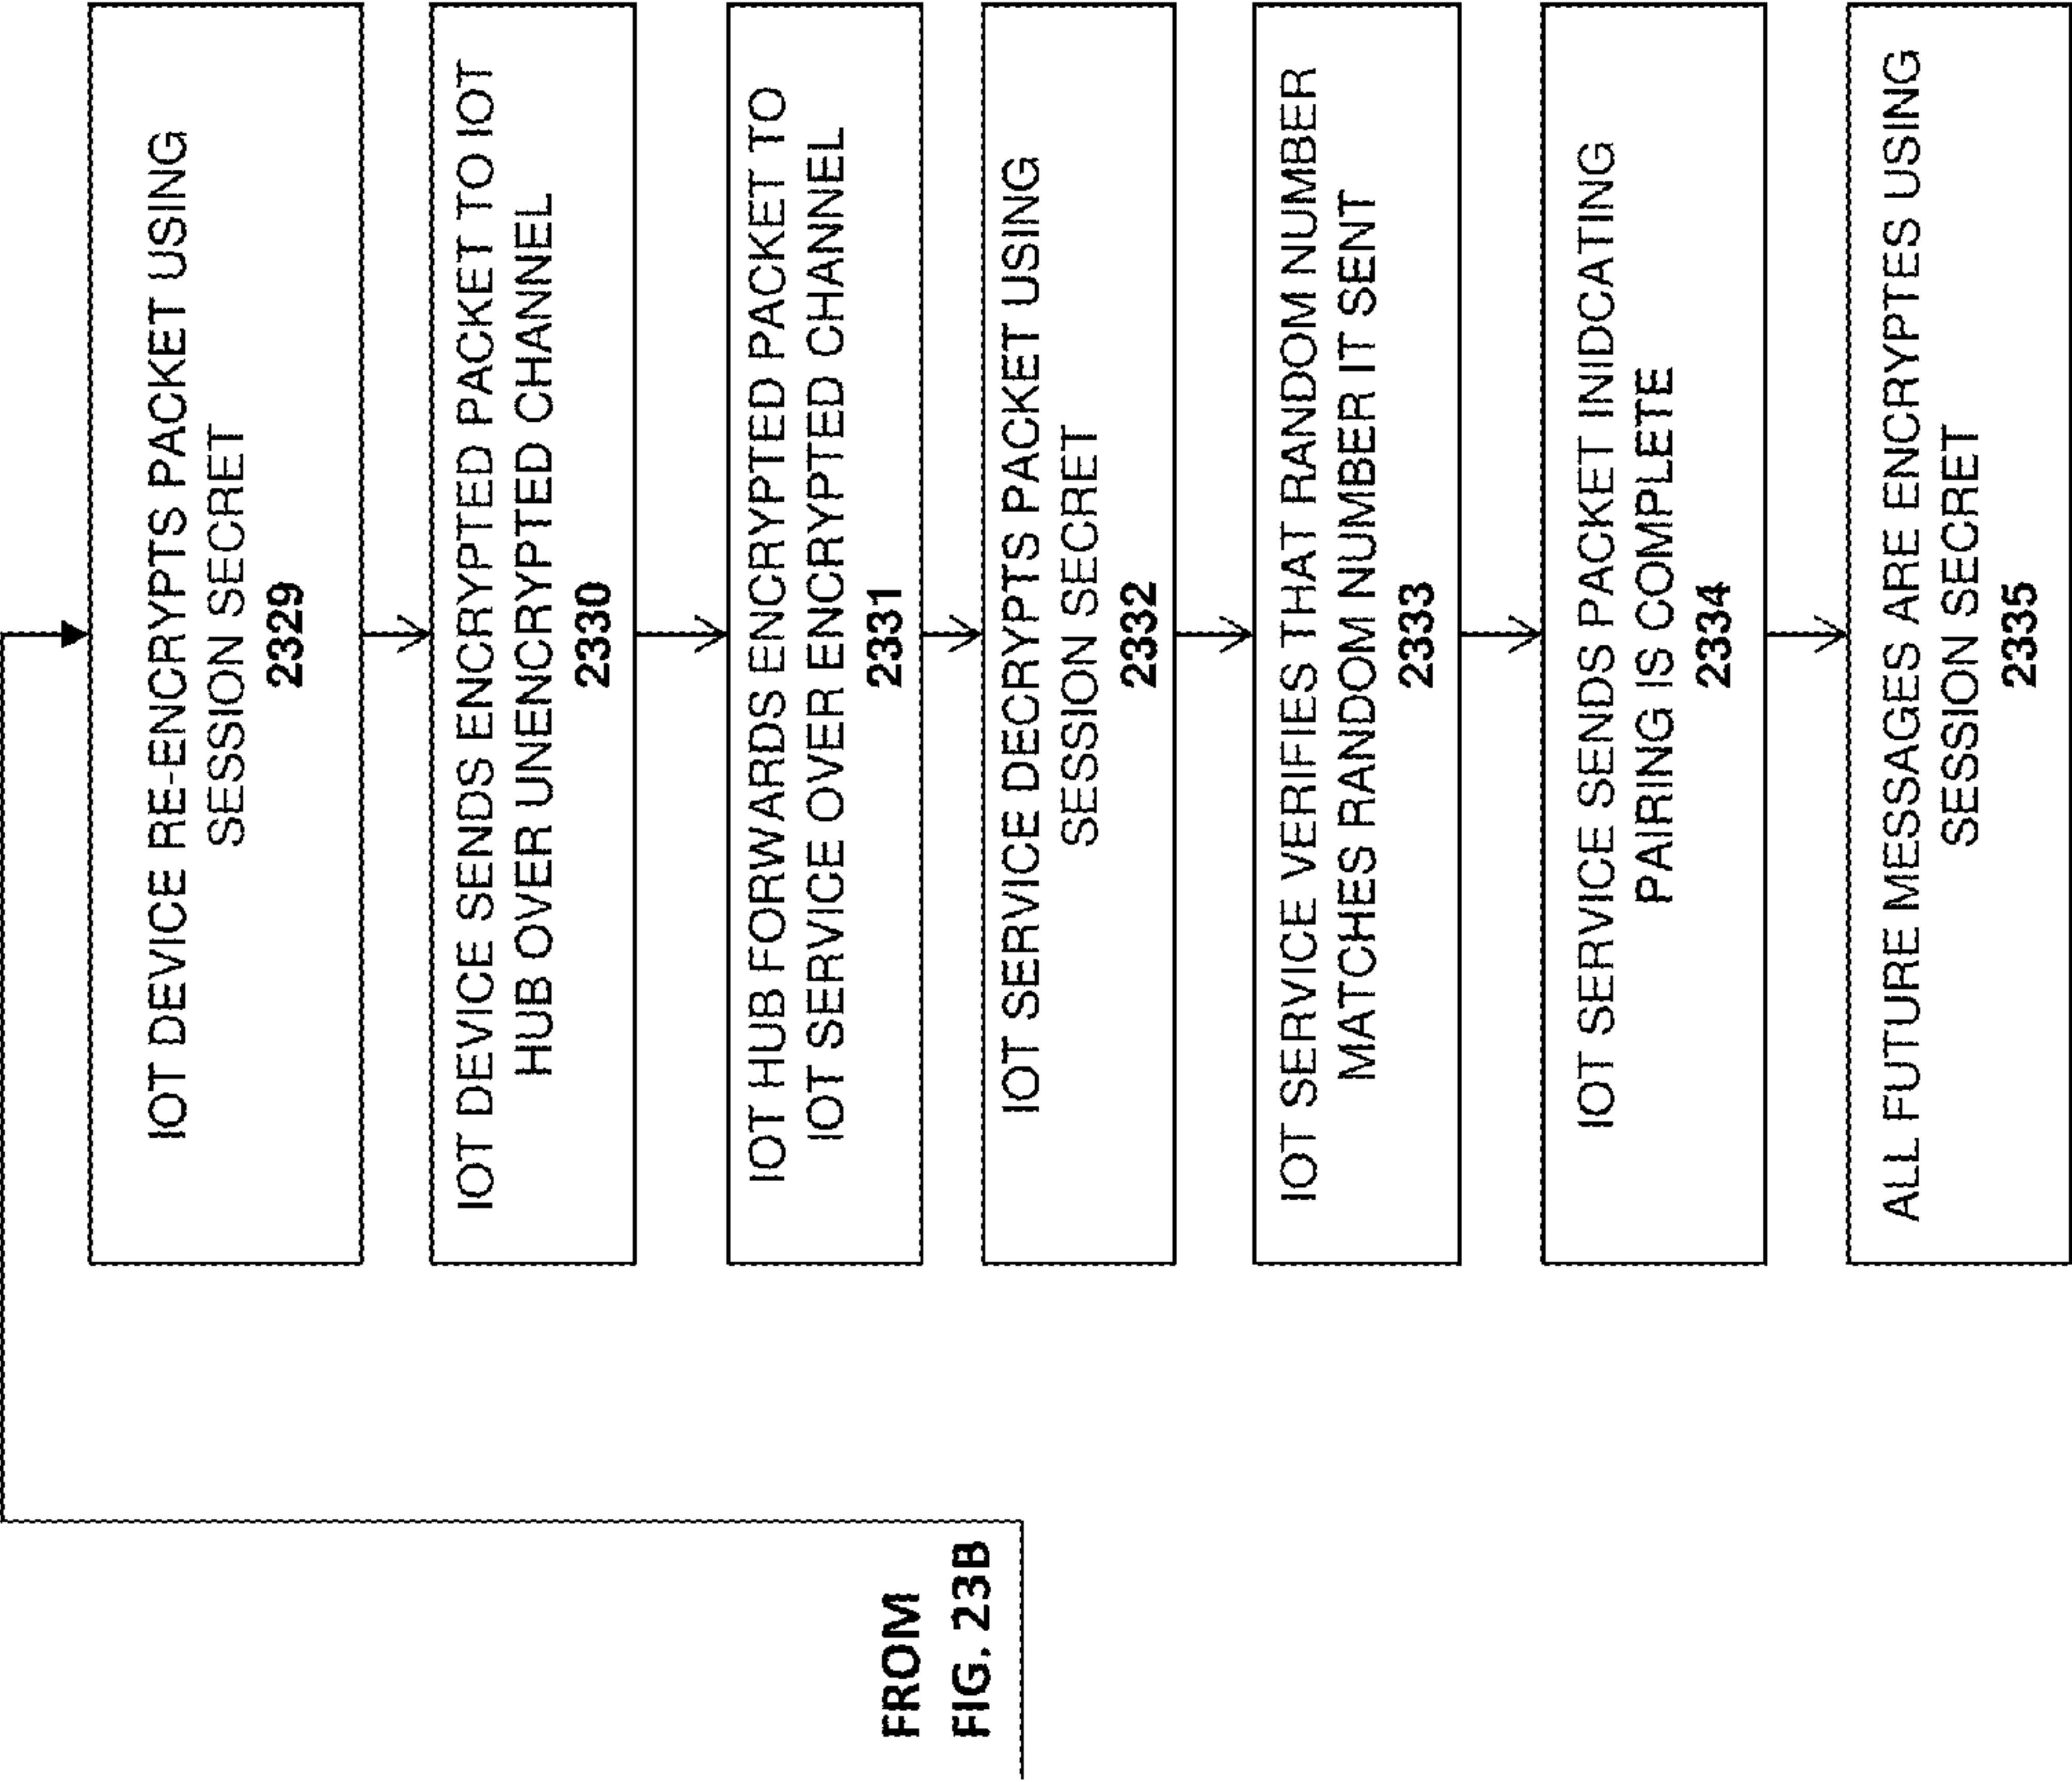 FROM
FIG. 23B
IOT DEVICE RE-ENCRYPTS PACKET USING
SESSION SECRET
2329
IOT DEVICE SENDS ENCRYPTED PACKET TO IOT
HUB OVER UNENCRYPTED CHANNEL
2330
IOT HUB FORWARDS ENCRYPTED PACKET TO
IOT SERVICE OVER ENCRYPTED CHANNEL
2331
IOT SERVICE DECRYPTS PACKET USING
SESSION SECRET
2332
IOT SERVICE VERIFIES THAT RANDOM NUMBER
MATCHES RANDOM NUMBER IT SENT
2333
IOT SERVICE SENDS PACKET INIDCATING
PAIRING IS COMPLETE
2334
ALL FUTURE MESSAGES ARE ENCRYPTES USING
SESSION SECRET
2335